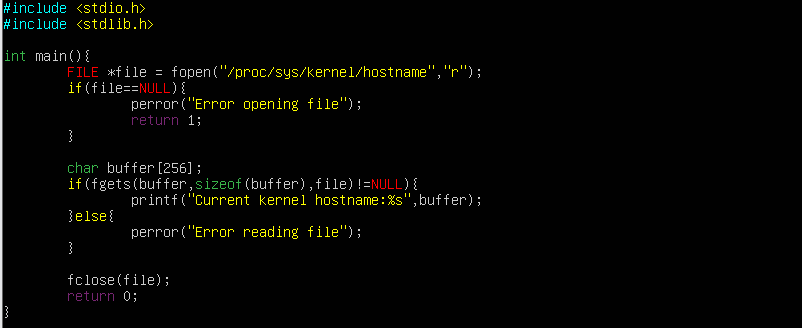 #include <stdio.h>
#include <stdlib.h>

int main(){
        FILE *file = fopen("/proc/sys/kernel/hostname","r");
        if(file==NULL){
                perror("Error opening file");
                return 1;
        }

        char buffer[256];
        if(fgets(buffer,sizeof(buffer),file)!=NULL){
                printf("Current kernel hostname:%s",buffer);
        }else{
                perror("Error reading file");
        }

        fclose(file);
        return 0;
}